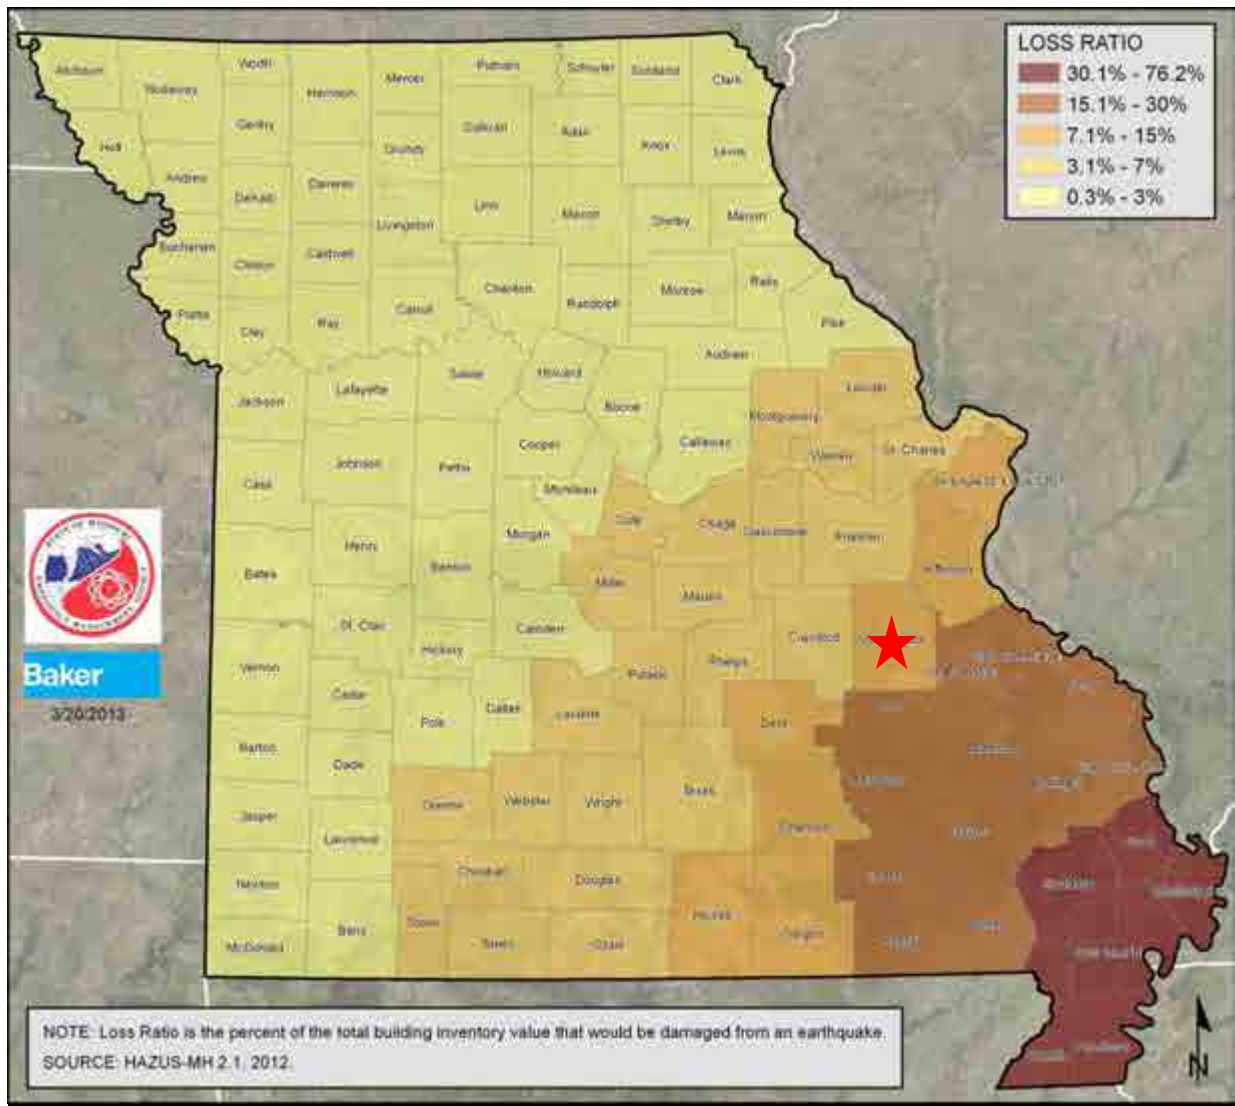 LOSS RATIO
30.1% - 76.2%
15.1% - 30%
7.1% - 15%
3.1% - 7%
0.3% - 3%
Atchison
Nodaway
Worth
Harrison
Mercer
Putnam
Schuyler
Scotland
Clark
Holt
Gentry
Sullivan
Adair
Knox
Lewis
Andrew
DeKalb
Daviess
Grundy
Linn
Macon
Shelby
Marion
Livingston
Buchanan
Clinton
Caldwell
Chariton
Randolph
Monroe
Ralls
Platte
Clay
Ray
Carroll
Pike
Audrain
Jackson
Lafayette
Saline
Howard
Boone
Callaway
Montgomery
Lincoln
Warren
St. Charles
Cass
Johnson
Pettis
Cooper
Moniteau
Cole
Osage
Gasconade
Franklin
Jefferson
Bates
Henry
Benton
Morgan
Miller
Maries
Vernon
St. Clair
Hickory
Camden
Pulaski
Phelps
Crawford
Cedar
Polk
Dallas
Laclede
Dent
Barton
Dade
Greene
Webster
Wright
Texas
Shannon
Jasper
Lawrence
Christian
Douglas
Newton
McDonald
Barry
Stone
Taney
Ozark
Howell
Oregon
Baker
3/20/2013
NOTE: Loss Ratio is the percent of the total building inventory value that would be damaged from an earthquake.
SOURCE: HAZUS-MH 2.1, 2012.
N